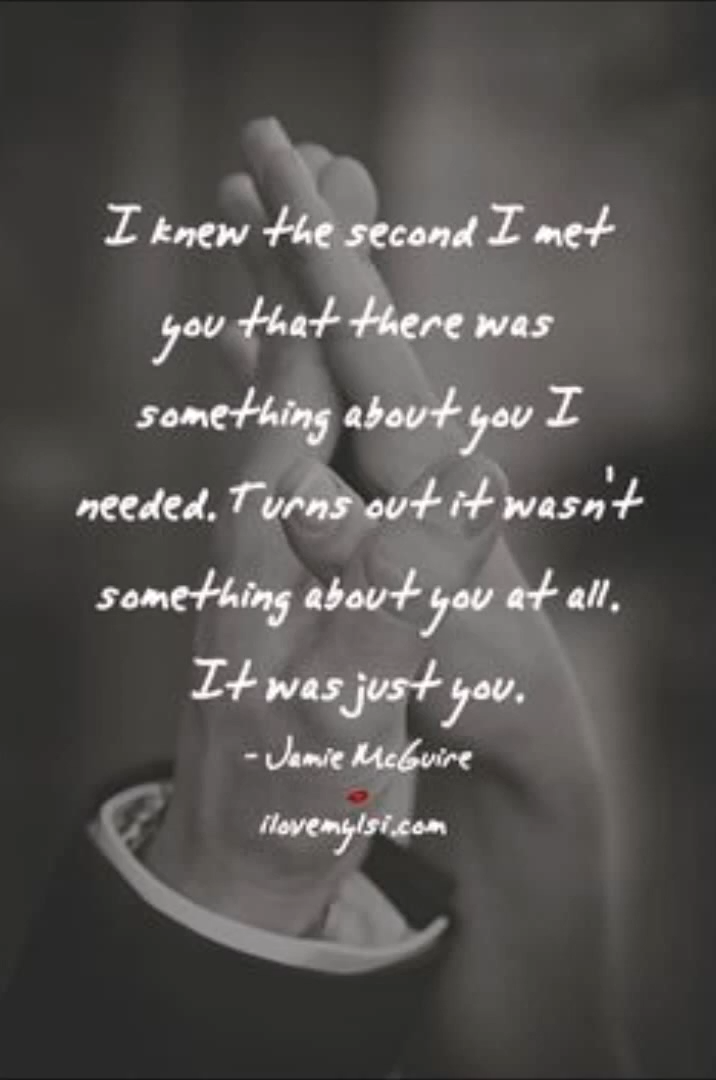 I knew the second I met
you that there was
something about you I
needed. Turns out it wasn't
something about you at all.
It was just you.
- Jamie McGuire
ilovemylsi.com